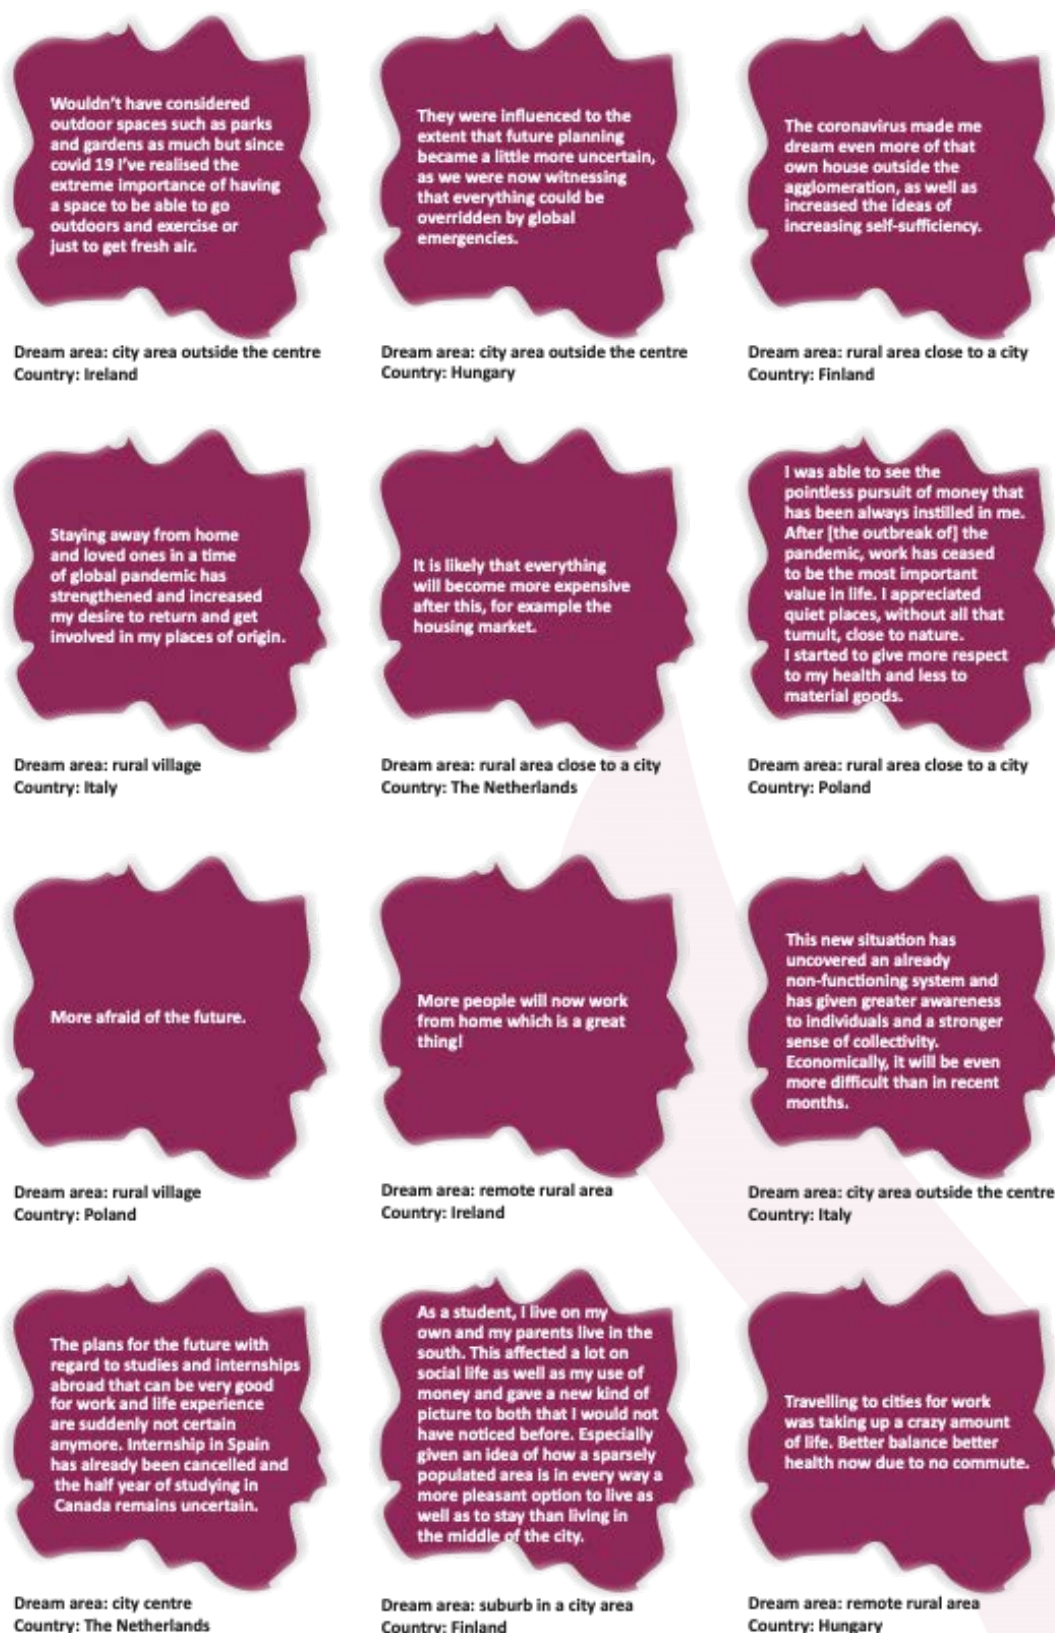 Wouldn't have considered
outdoor spaces such as parks
and gardens as much but since
covid 19 I've realised the
extreme importance of having
a space to be able to go
outdoors and exercise or
just to get fresh air.
Dream area: city area outside the centre
Country: Ireland
They were influenced to the
extent that future planning
became a little more uncertain,
as we were now witnessing
that everything could be
overridden by global
emergencies.
Dream area: city area outside the centre
Country: Hungary
The coronavirus made me
dream even more of that
own house outside the
agglomeration, as well as
increased the ideas of
increasing self-sufficiency.
Dream area: rural area close to a city
Country: Finland
Staying away from home
and loved ones in a time
of global pandemic has
strengthened and increased
my desire to return and get
involved in my places of origin.
Dream area: rural village
Country: Italy
It is likely that everything
will become more expensive
after this, for example the
housing market.
Dream area: rural area close to a city
Country: The Netherlands
I was able to see the
pointless pursuit of money that
has been always instilled in me.
After [the outbreak of] the
pandemic, work has ceased
to be the most important
value in life. I appreciated
quiet places, without all that
tumult, close to nature.
I started to give more respect
to my health and less to
material goods.
Dream area: rural area close to a city
Country: Poland
More afraid of the future.
Dream area: rural village
Country: Poland
More people will now work
from home which is a great
thing!
Dream area: remote rural area
Country: Ireland
This new situation has
uncovered an already
non-functioning system and
has given greater awareness
to individuals and a stronger
sense of collectivity.
Economically, it will be even
more difficult than in recent
months.
Dream area: city area outside the centre
Country: Italy
The plans for the future with
regard to studies and internships
abroad that can be very good
for work and life experience
are suddenly not certain
anymore. Internship in Spain
has already been cancelled and
the half year of studying in
Canada remains uncertain.
Dream area: city centre
Country: The Netherlands
As a student, I live on my
own and my parents live in the
south. This affected a lot on
social life as well as my use of
money and gave a new kind of
picture to both that I would not
have noticed before. Especially
given an idea of how a sparsely
populated area is in every way a
more pleasant option to live as
well as to stay than living in
the middle of the city.
Dream area: suburb in a city area
Country: Finland
Travelling to cities for work
was taking up a crazy amount
of life. Better balance better
health now due to no commute.
Dream area: remote rural area
Country: Hungary